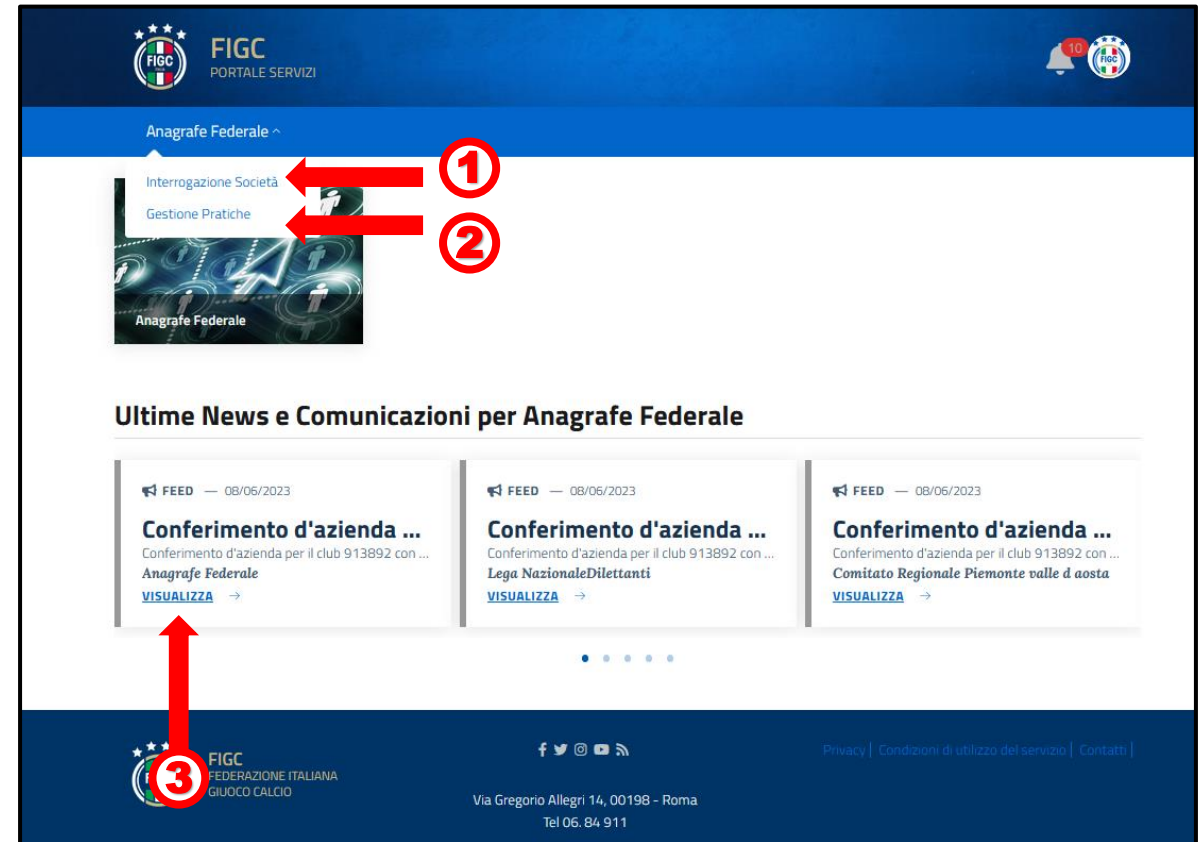 FIGC
PORTALE SERVIZI
10
FIGC
FIGC
Anagrafe Federale
1
Interrogazione Società
Gestione Pratiche
2
Anagrafe Federale
Ultime News e Comunicazioni per Anagrafe Federale
FEED — 08/06/2023
Conferimento d'azienda ...
Conferimento d'azienda per il club 913892 con ...
Anagrafe Federale
VISUALIZZA →
FEED — 08/06/2023
Conferimento d'azienda ...
Conferimento d'azienda per il club 913892 con ...
Lega NazionaleDilettanti
VISUALIZZA →
FEED — 08/06/2023
Conferimento d'azienda ...
Conferimento d'azienda per il club 913892 con ...
Comitato Regionale Piemonte valle d aosta
VISUALIZZA →
3
FIGC
FEDERAZIONE ITALIANA
GIUOCO CALCIO
Via Gregorio Allegri 14, 00198 - Roma
Tel 06. 84 911
Privacy | Condizioni di utilizzo del servizio | Contatti |